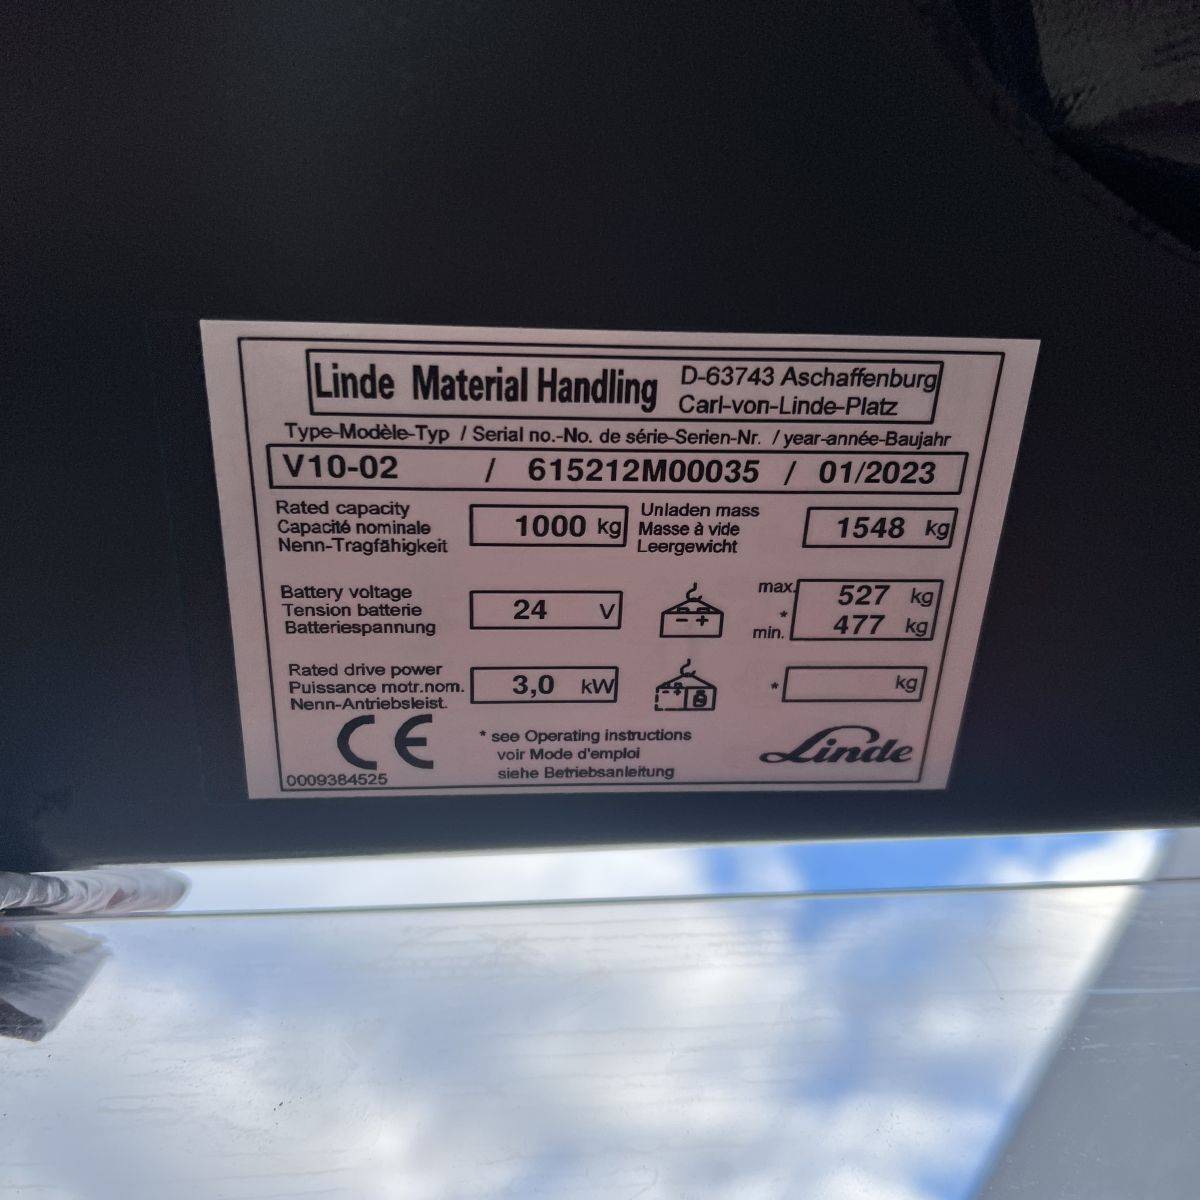 Linde Material Handling
D-63743 Aschaffenburg
Carl-von-Linde-Platz
Type-Modèle-Typ / Serial no.-No. de série-Serien-Nr. / year-année-Baujahr
V10-02 / 615212M00035 / 01/2023
Rated capacity
Capacité nominale
Nenn-Tragfähigkeit
1000 kg
Unladen mass
Masse à vide
Leergewicht
1548 kg
Battery voltage
Tension batterie
Batteriespannung
24 V
- +
max. 527 kg
*
min. 477 kg
Rated drive power
Puissance motr.nom.
Nenn-Antriebsleist.
3,0 kW
- +
* kg
CE
0009384525
* see Operating instructions
voir Mode d'emploi
siehe Betriebsanleitung
Linde